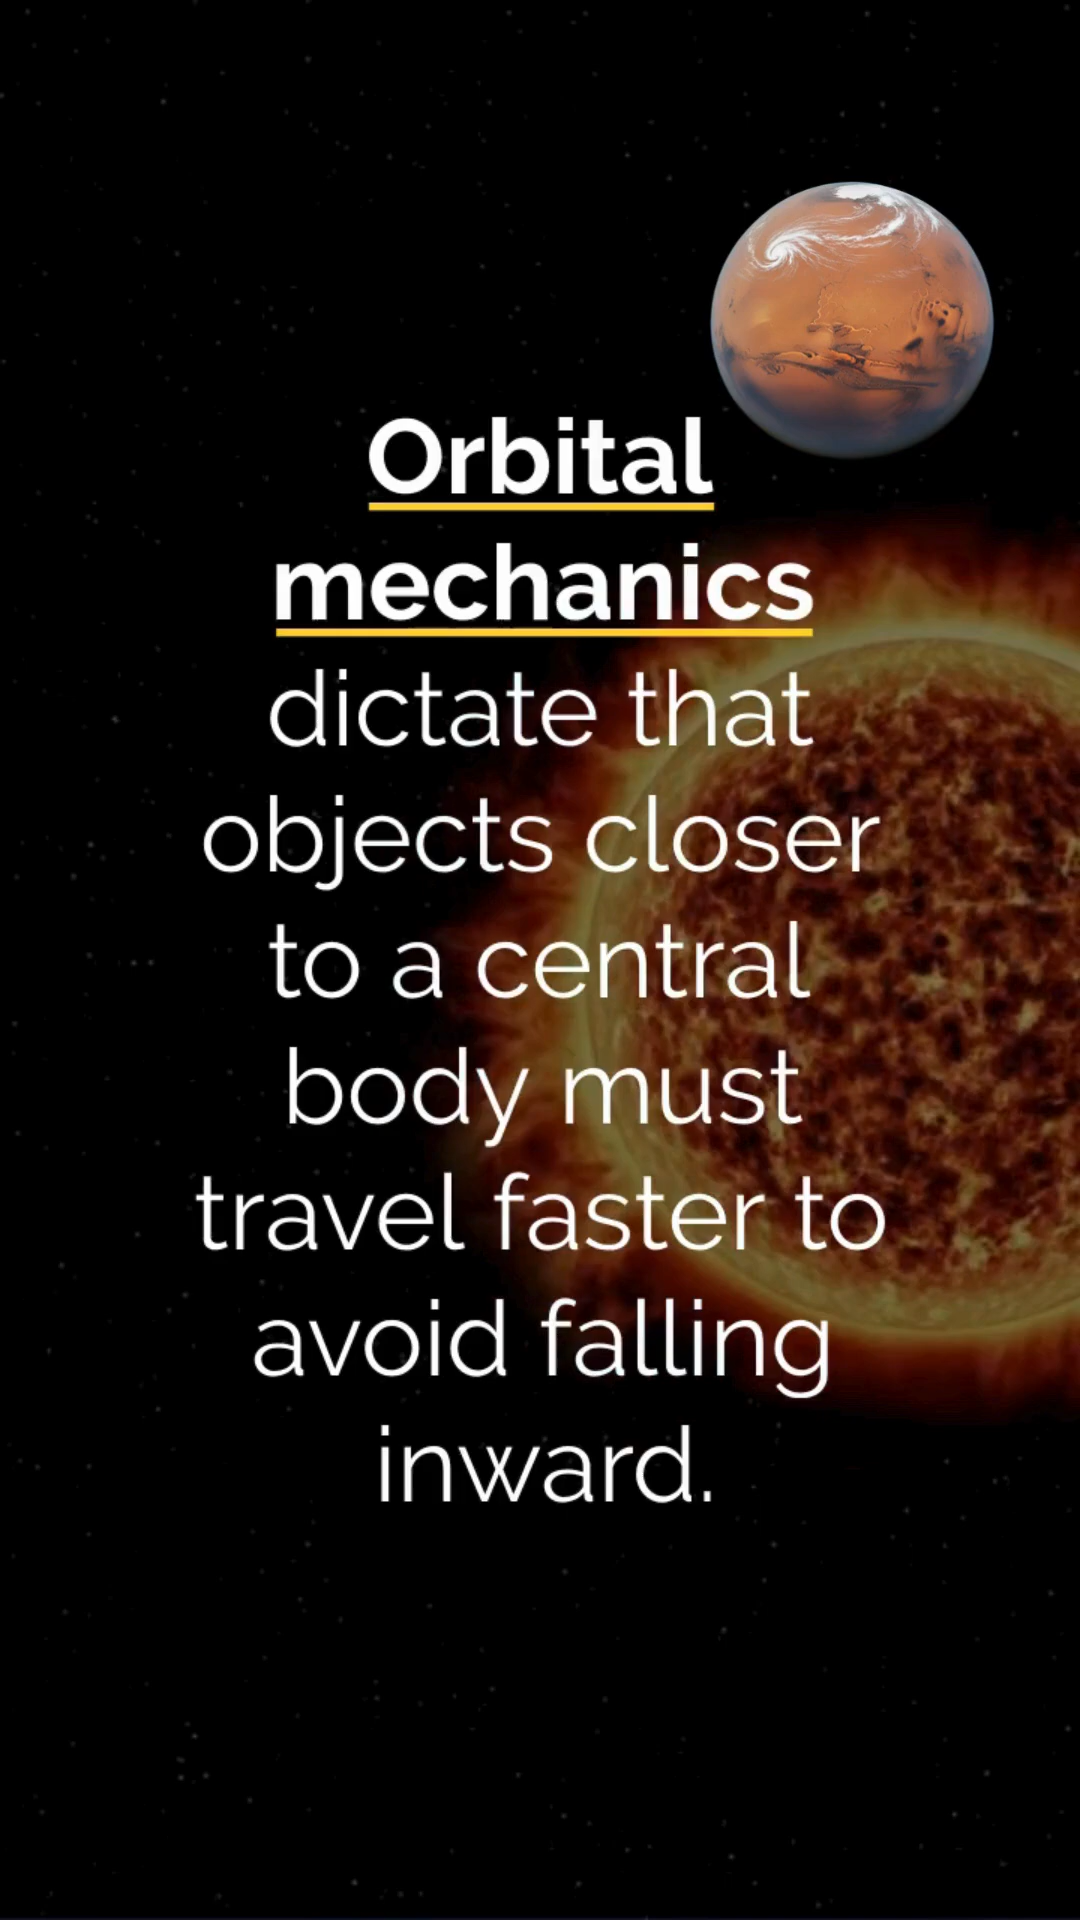 Orbital
mechanics
dictate that
objects closer
to a central
body must
travel faster to
avoid falling
inward.